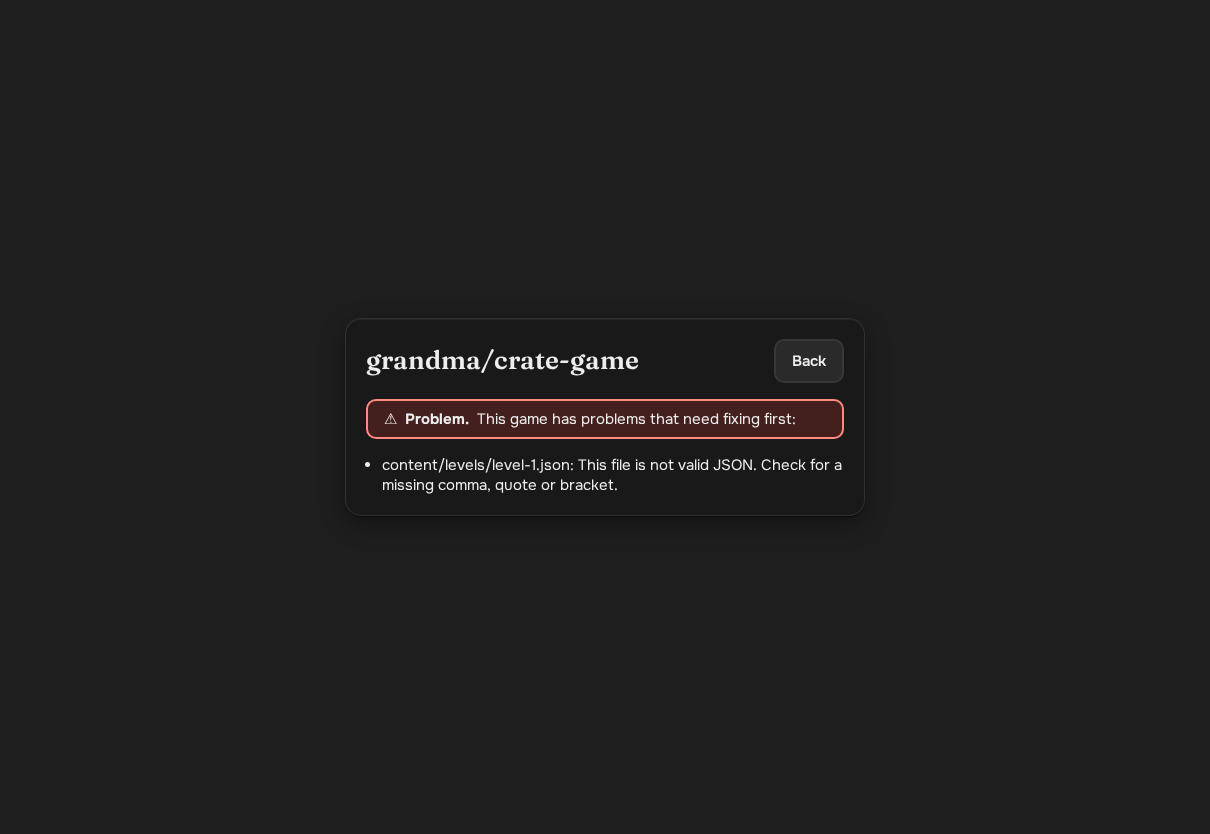 grandma/crate-game
Back
⚠ Problem. This game has problems that need fixing first:
• content/levels/level-1.json: This file is not valid JSON. Check for a
missing comma, quote or bracket.